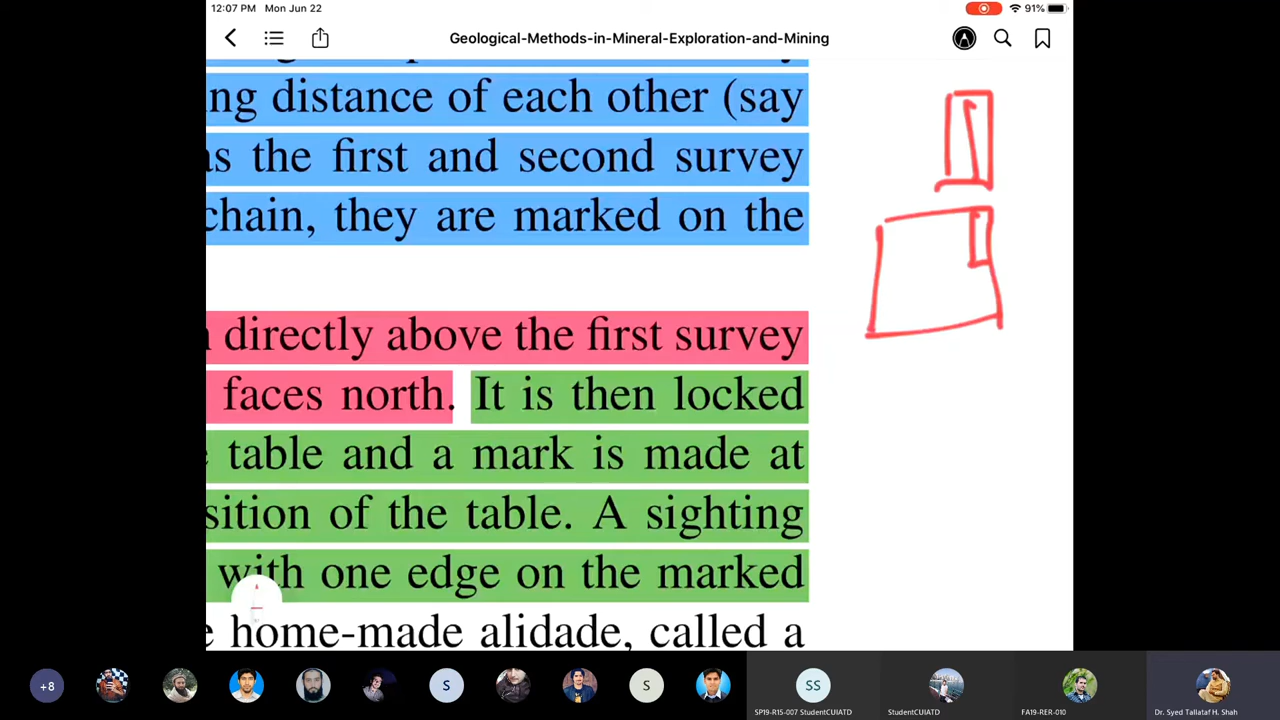 12:07 PM Mon Jun 22
91%
Geological-Methods-in-Mineral-Exploration-and-Mining
ng distance of each other (say
s the first and second survey
chain, they are marked on the
directly above the first survey
faces north. It is then locked
table and a mark is made at
sition of the table. A sighting
with one edge on the marked
home-made alidade, called a
+8
S
S
SS
SP19-R1S-007 StudentCUIATD
StudentCUIATD
FA19-RER-010
Dr. Syed Tallataf H. Shah